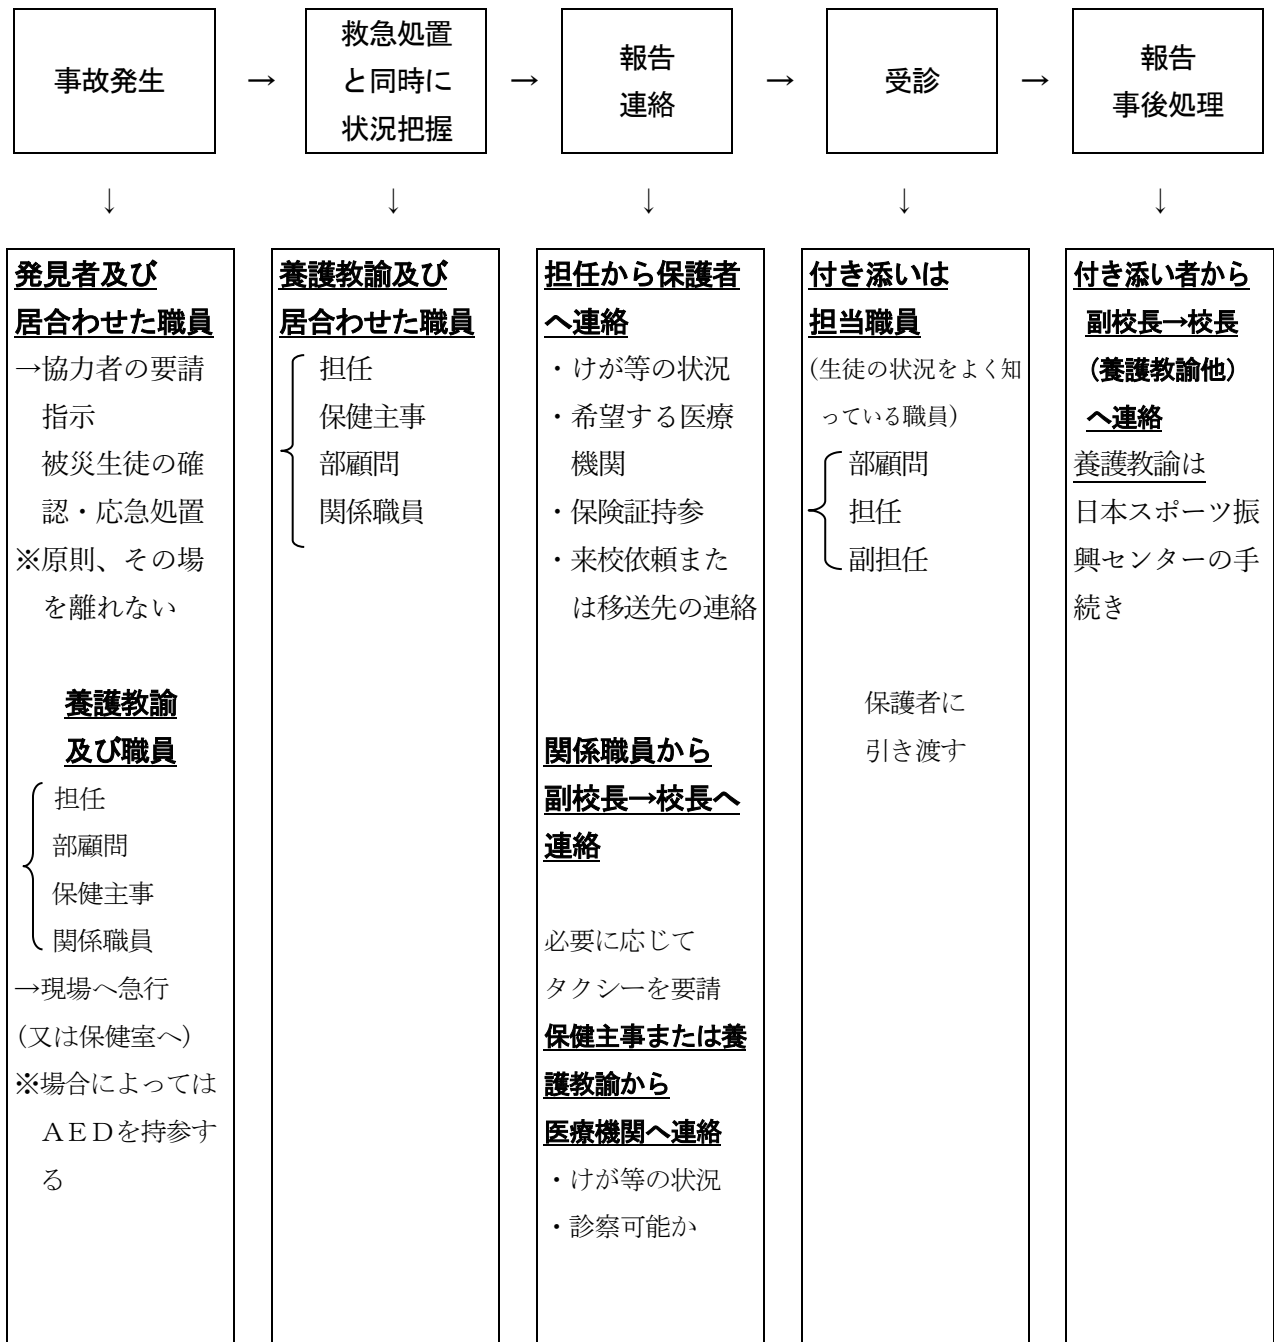 事故発生
→
救急処置
と同時に
状況把握
→
報告
連絡
→
受診
→
報告
事後処理
↓
↓
↓
↓
↓
発見者及び
居合わせた職員
→協力者の要請
指示
被災生徒の確
認・応急処置
※原則、その場
を離れない
養護教諭
及び職員
担任
部顧問
保健主事
関係職員
→現場へ急行
(又は保健室へ)
※場合によっては
ＡＥＤを持参す
る
養護教諭及び
居合わせた職員
担任
保健主事
部顧問
関係職員
担任から保護者
へ連絡
・けが等の状況
・希望する医療
機関
・保険証持参
・来校依頼また
は移送先の連絡
関係職員から
副校長→校長へ
連絡
必要に応じて
タクシーを要請
保健主事または養
護教諭から
医療機関へ連絡
・けが等の状況
・診察可能か
付き添いは
担当職員
(生徒の状況をよく知
っている職員)
部顧問
担任
副担任
保護者に
引き渡す
付き添い者から
副校長→校長
(養護教諭他)
へ連絡
養護教諭は
日本スポーツ振
興センターの手
続き